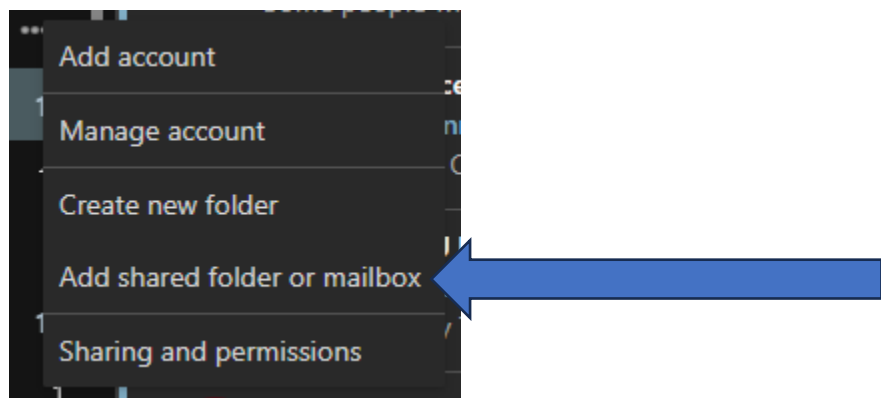 Add account
Manage account
Create new folder
Add shared folder or mailbox
Sharing and permissions